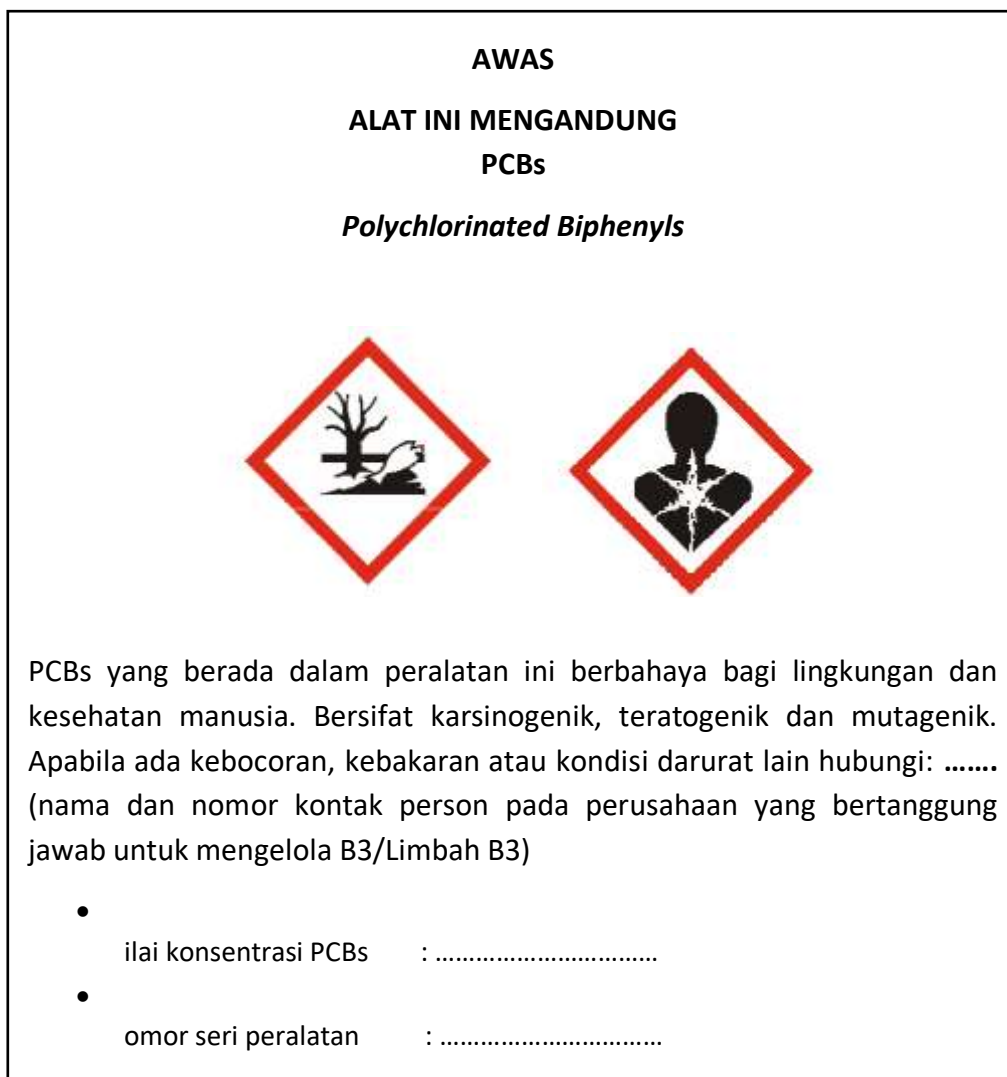 AWAS
ALAT INI MENGANDUNG
PCBs
Polychlorinated Biphenyls
PCBs yang berada dalam peralatan ini berbahaya bagi lingkungan dan
kesehatan manusia. Bersifat karsinogenik, teratogenik dan mutagenik.
Apabila ada kebocoran, kebakaran atau kondisi darurat lain hubungi: …….
(nama dan nomor kontak person pada perusahaan yang bertanggung
jawab untuk mengelola B3/Limbah B3)
•
ilai konsentrasi PCBs : ……………………………
•
omor seri peralatan : ……………………………